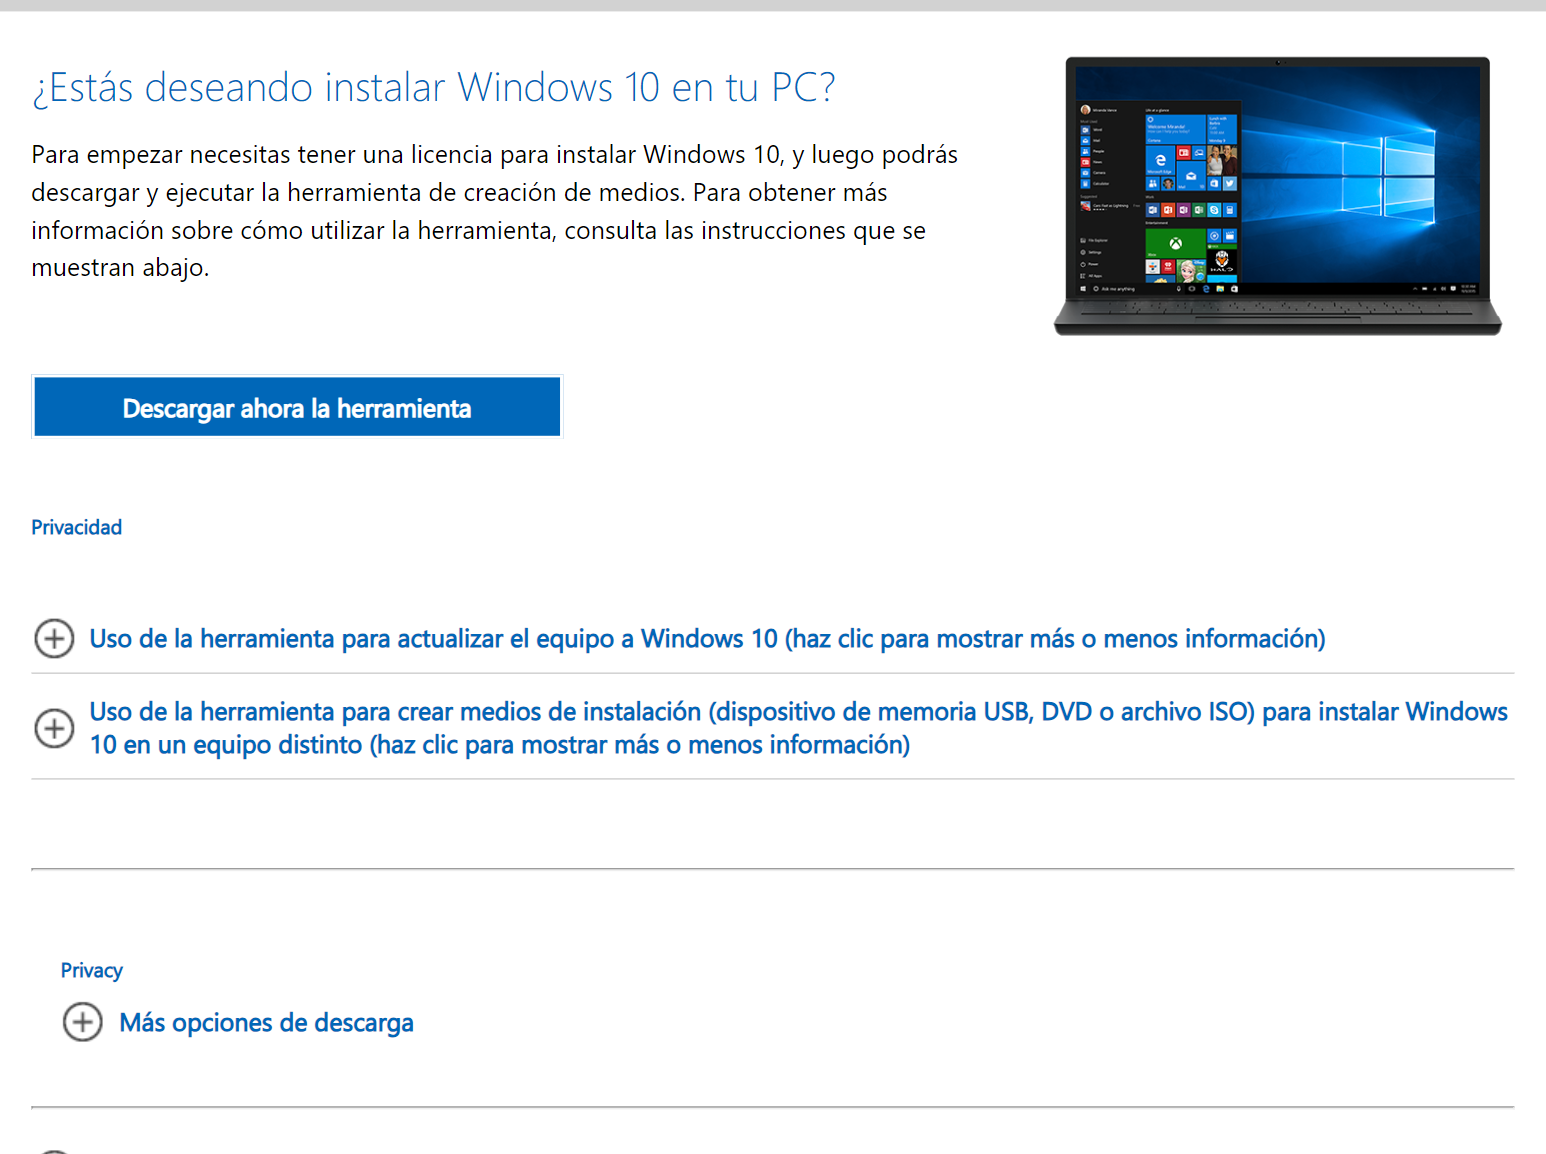 ¿Estás deseando instalar Windows 10 en tu PC?
Para empezar necesitas tener una licencia para instalar Windows 10, y luego podrás
descargar y ejecutar la herramienta de creación de medios. Para obtener más
información sobre cómo utilizar la herramienta, consulta las instrucciones que se
muestran abajo.
Descargar ahora la herramienta
Privacidad
Uso de la herramienta para actualizar el equipo a Windows 10 (haz clic para mostrar más o menos información)
Uso de la herramienta para crear medios de instalación (dispositivo de memoria USB, DVD o archivo ISO) para instalar Windows
10 en un equipo distinto (haz clic para mostrar más o menos información)
Privacy
Más opciones de descarga